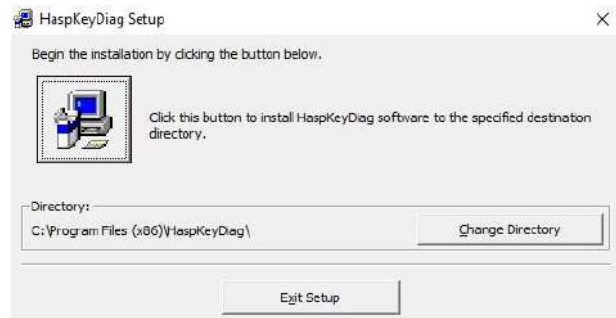 HaspKeyDiag Setup
Begin the installation by clicking the button below.
Click this button to install HaspKeyDiag software to the specified destination
directory.
Directory:
C:\Program Files (x86)\HaspKeyDiag\
Change Directory
Exit Setup